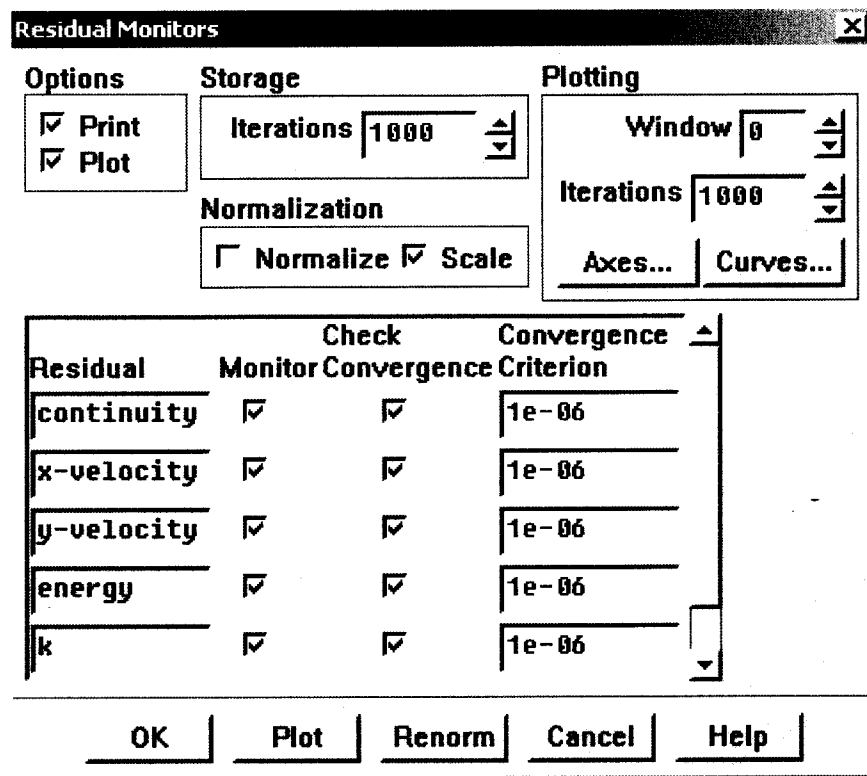 Residual Monitors
Options
Print
Plot
Storage
Iterations 1000
Normalization
Normalize Scale
Plotting
Window 0
Iterations 1000
Axes... Curves...
Residual Monitor Check Convergence Convergence Criterion
continuity 1e-06
x-velocity 1e-06
y-velocity 1e-06
energy 1e-06
k 1e-06
OK Plot Renorm Cancel Help